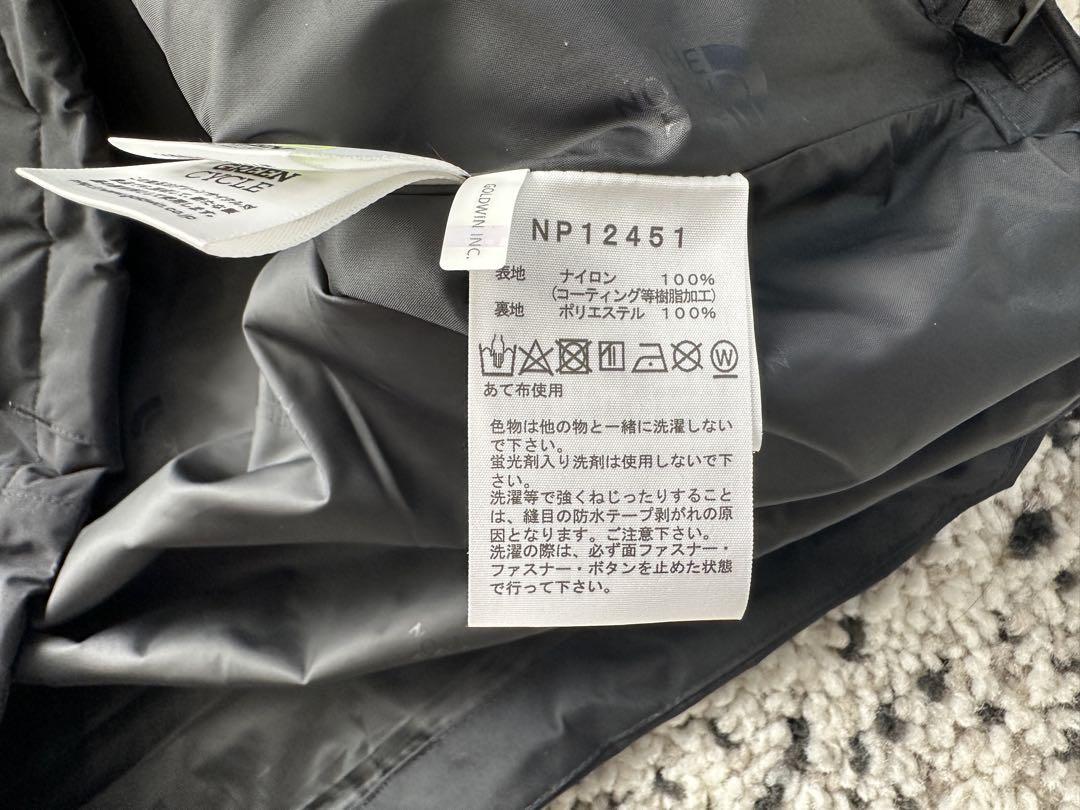 GREEN
CYCLE
GOLDWIN INC.
NP12451
表地 ナイロン 100%
(コーティング等樹脂加工)
裏地 ポリエステル 100%
W
あて布使用
色物は他の物と一緒に洗濯しない
で下さい。
蛍光剤入り洗剤は使用しないで下
さい。
洗濯等で強くねじったりすること
は、縫目の防水テープ剥がれの原
因となります。ご注意下さい。
洗濯の際は、必ず面ファスナー・
ファスナー・ボタンを止めた状態
で行って下さい。